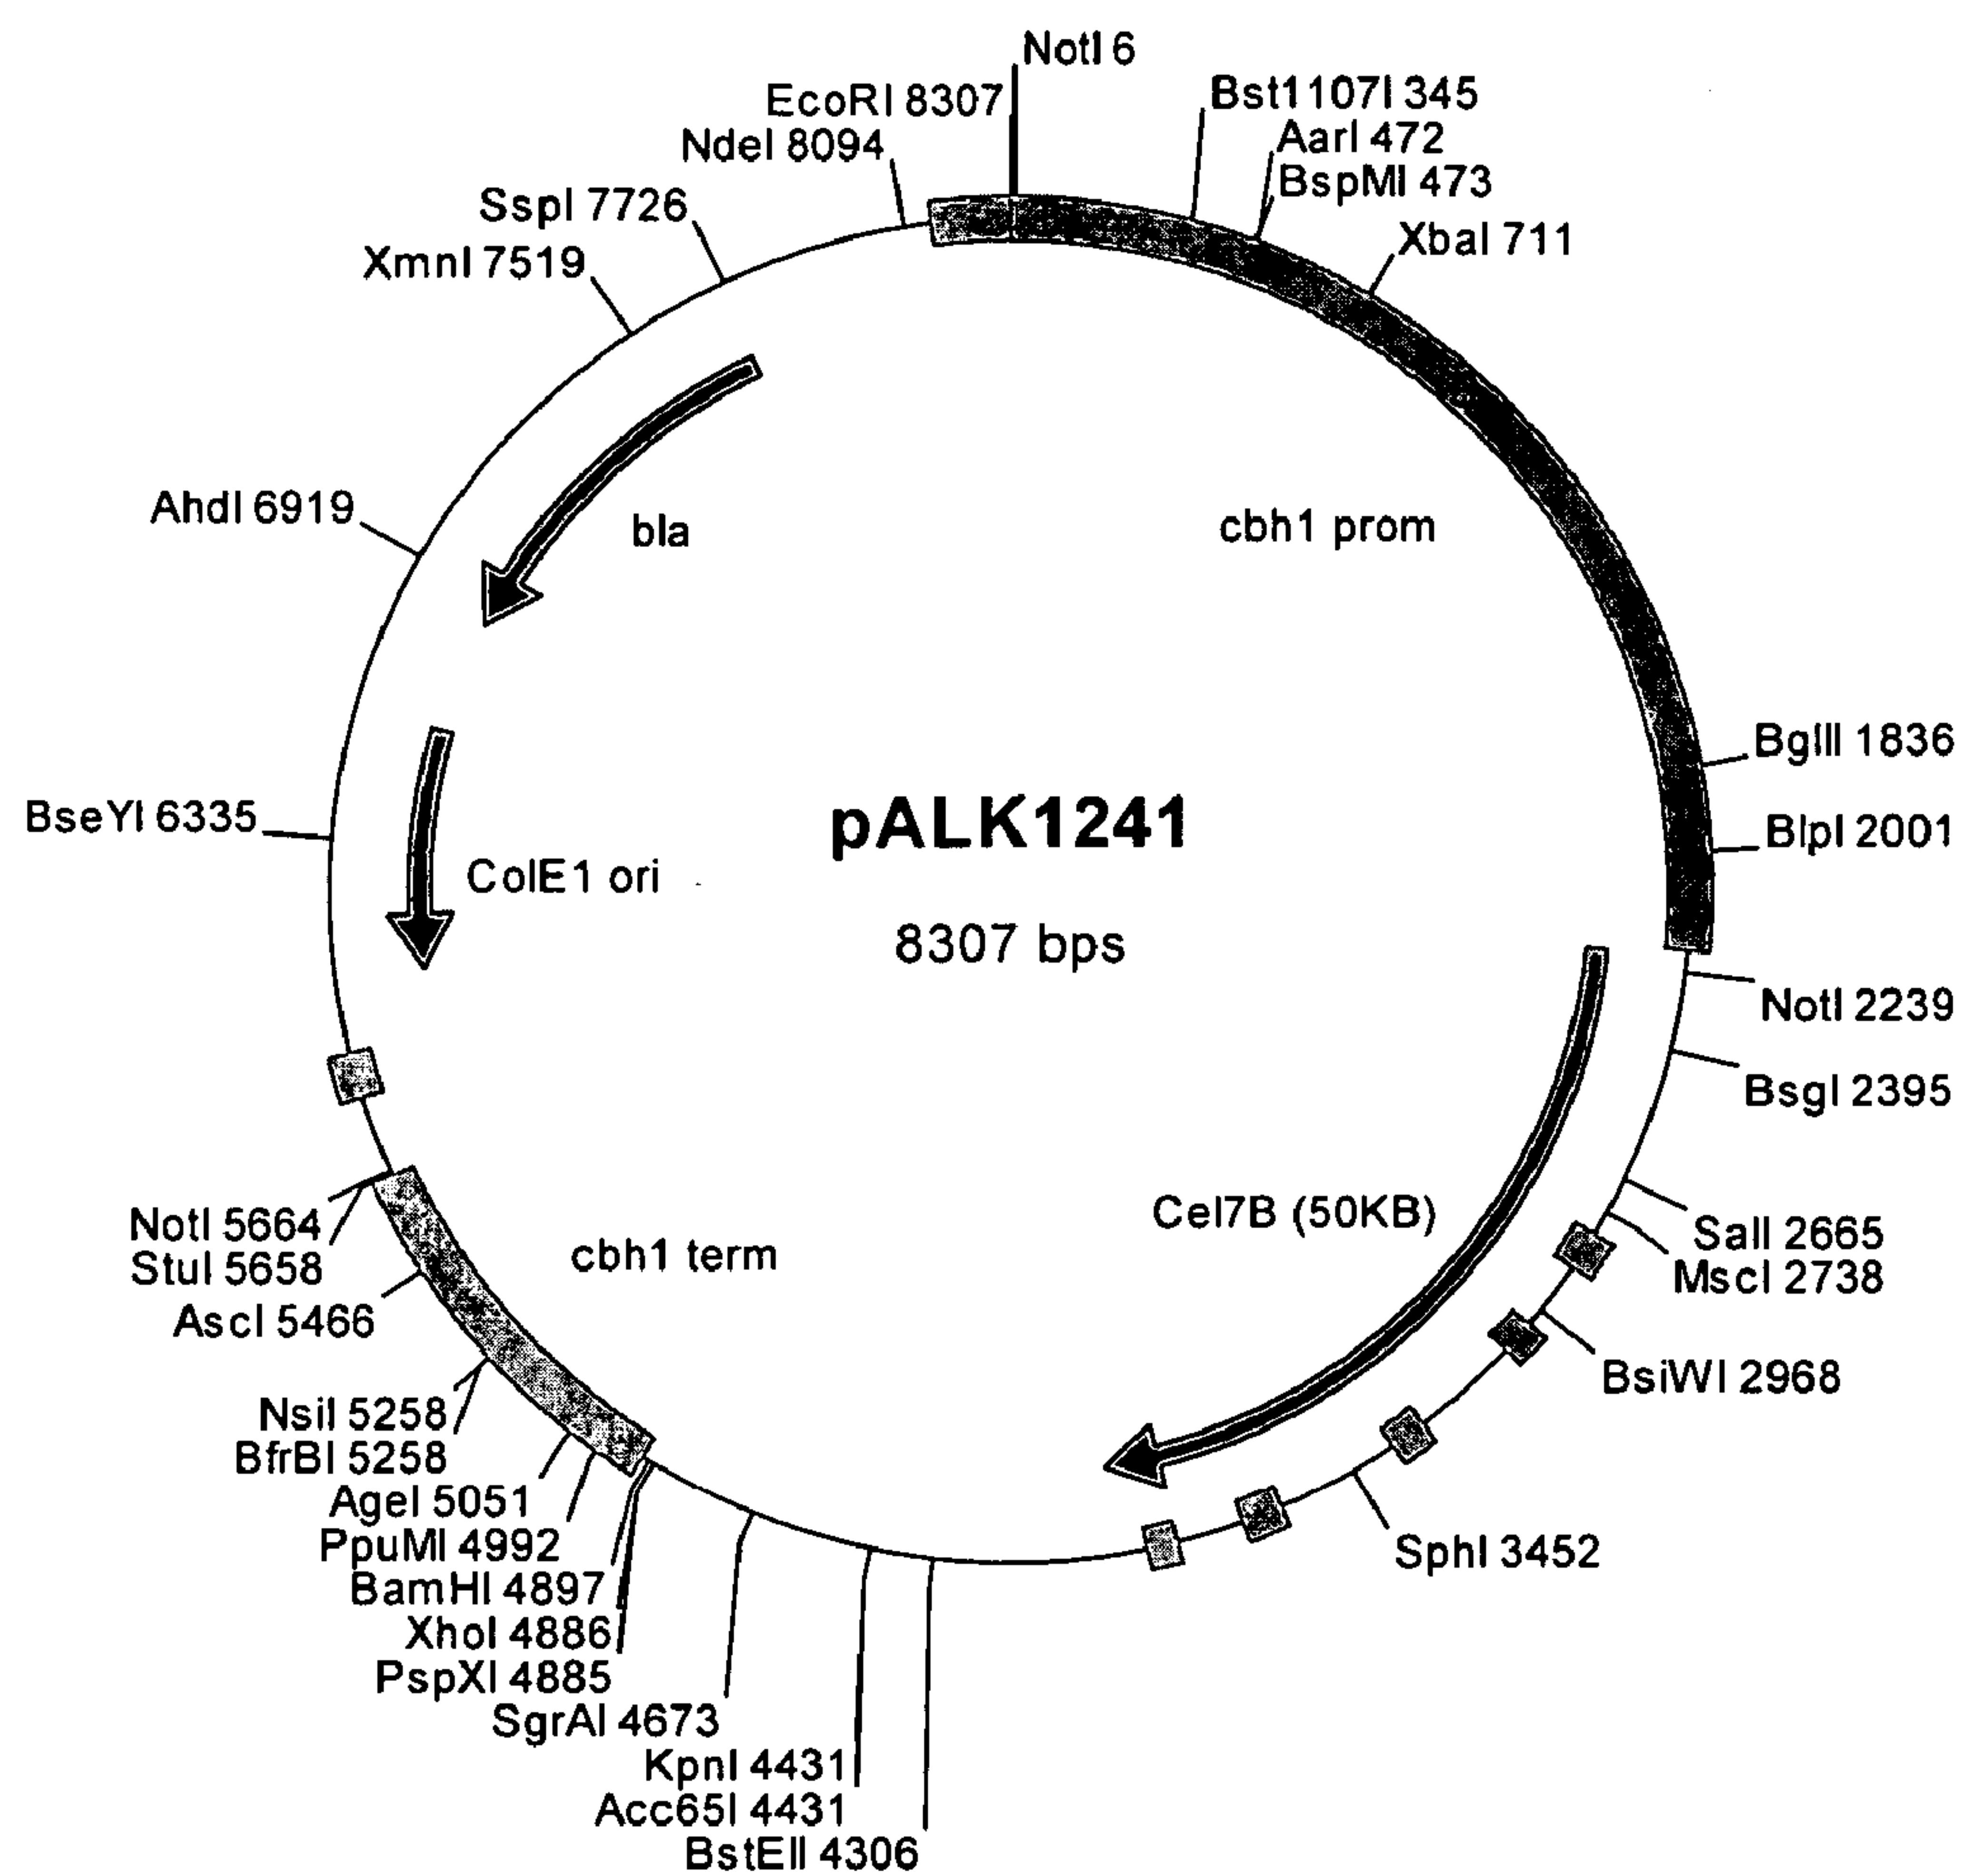 NotI 6
EcoRI 8307
Bst1107I 345
NdeI 8094
AarI 472
BspMI 473
SspI 7726
XbaI 711
XmnI 7519
AhdI 6919
bla
cbh1 prom
BglII 1836
BseYI 6335
pALK1241
BlpI 2001
ColE1 ori
8307 bps
NotI 2239
BsgI 2395
Cel7B (50KB)
NotI 5664
SalI 2665
StuI 5658
cbh1 term
MscI 2738
AscI 5466
BsiWI 2968
NsiI 5258
BfrBI 5258
AgeI 5051
PpuMI 4992
SphI 3452
BamHI 4897
XhoI 4886
PspXI 4885
SgrAI 4673
KpnI 4431
Acc65I 4431
BstEII 4306